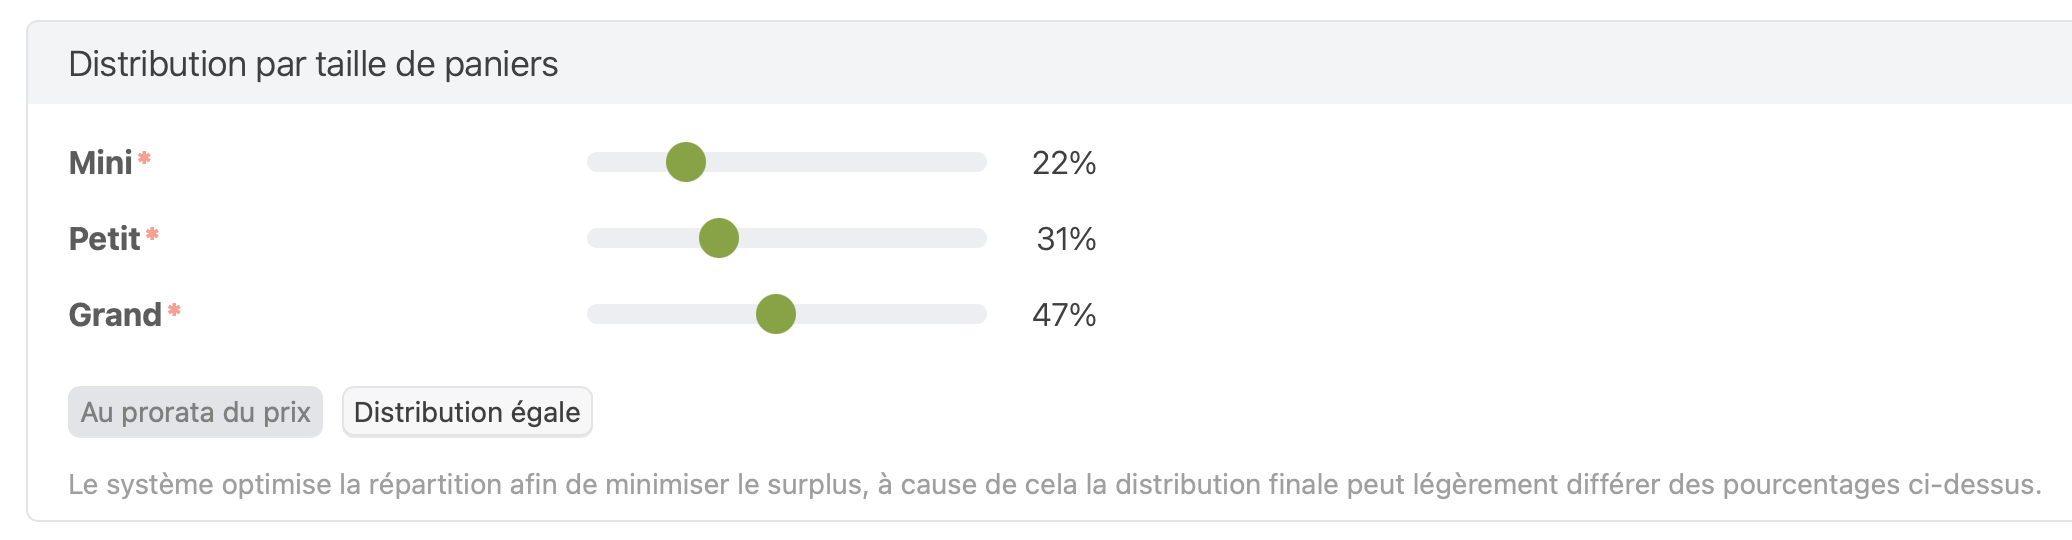 Distribution par taille de paniers
Mini * 22%
Petit * 31%
Grand * 47%
Au prorata du prix Distribution égale
Le système optimise la répartition afin de minimiser le surplus, à cause de cela la distribution finale peut légèrement différer des pourcentages ci-dessus.